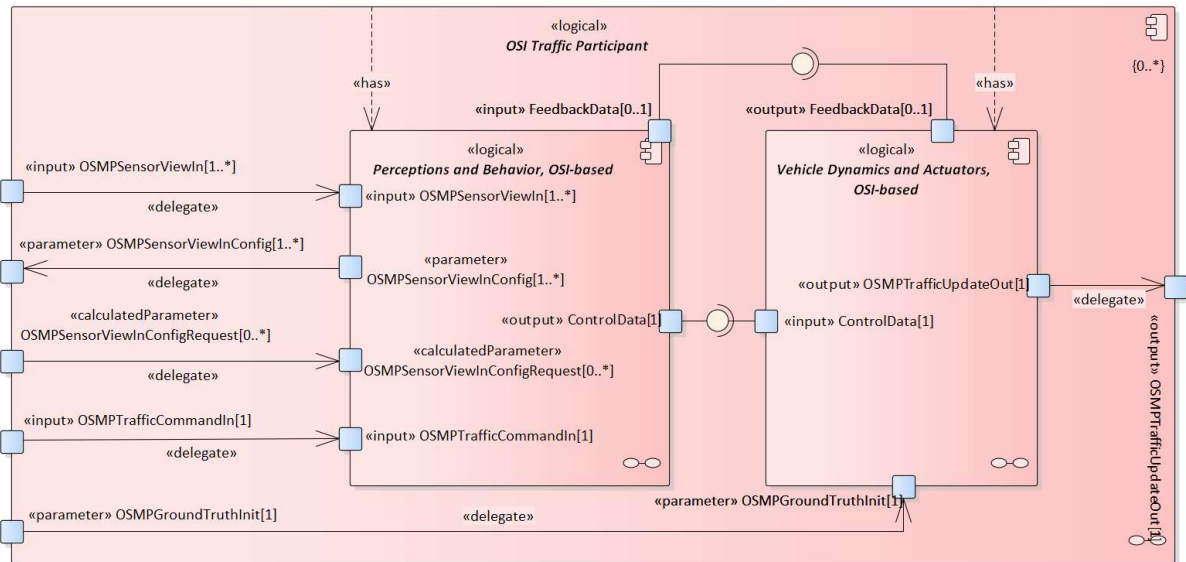 «logical»
OSI Traffic Participant
{0..*}
«has»
«has»
«input» FeedbackData[0..1]
«output» FeedbackData[0..1]
«logical»
Perceptions and Behavior, OSI-based
«logical»
Vehicle Dynamics and Actuators,
OSI-based
«input» OSMPSensorViewIn[1..*]
«delegate»
«input» OSMPSensorViewIn[1..*]
«parameter» OSMPSensorViewInConfig[1..*]
«delegate»
«parameter»
OSMPSensorViewInConfig[1..*]
«output» OSMPTrafficUpdateOut[1]
«delegate»
«output» OSMPTrafficUpdateOut[1]
«calculatedParameter»
OSMPSensorViewInConfigRequest[0..*]
«delegate»
«output» ControlData[1]
«input» ControlData[1]
«calculatedParameter»
OSMPSensorViewInConfigRequest[0..*]
«input» OSMPTrafficCommandIn[1]
«delegate»
«input» OSMPTrafficCommandIn[1]
«parameter» OSMPGroundTruthInit[1]
«parameter» OSMPGroundTruthInit[1]
«delegate»